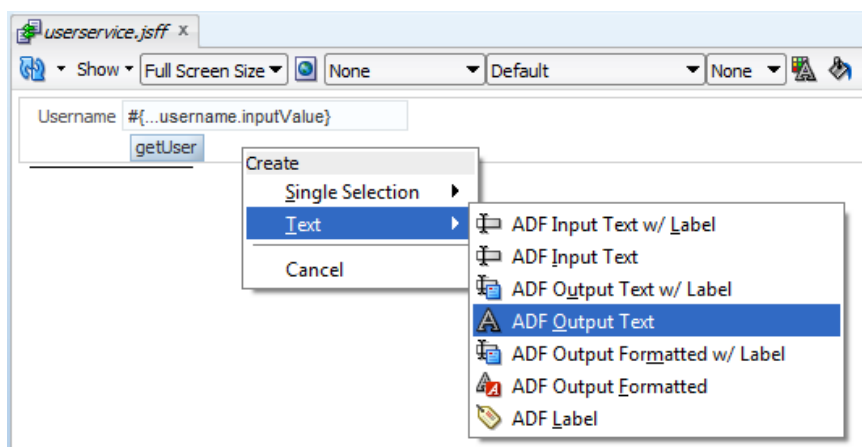 userservice.jsff x
Show Full Screen Size None Default None
Username #{...username.inputValue}
getUser
Create
Single Selection
Text
Cancel
ADF Input Text w/ Label
ADF Input Text
ADF Output Text w/ Label
ADF Output Text
ADF Output Formatted w/ Label
ADF Output Formatted
ADF Label